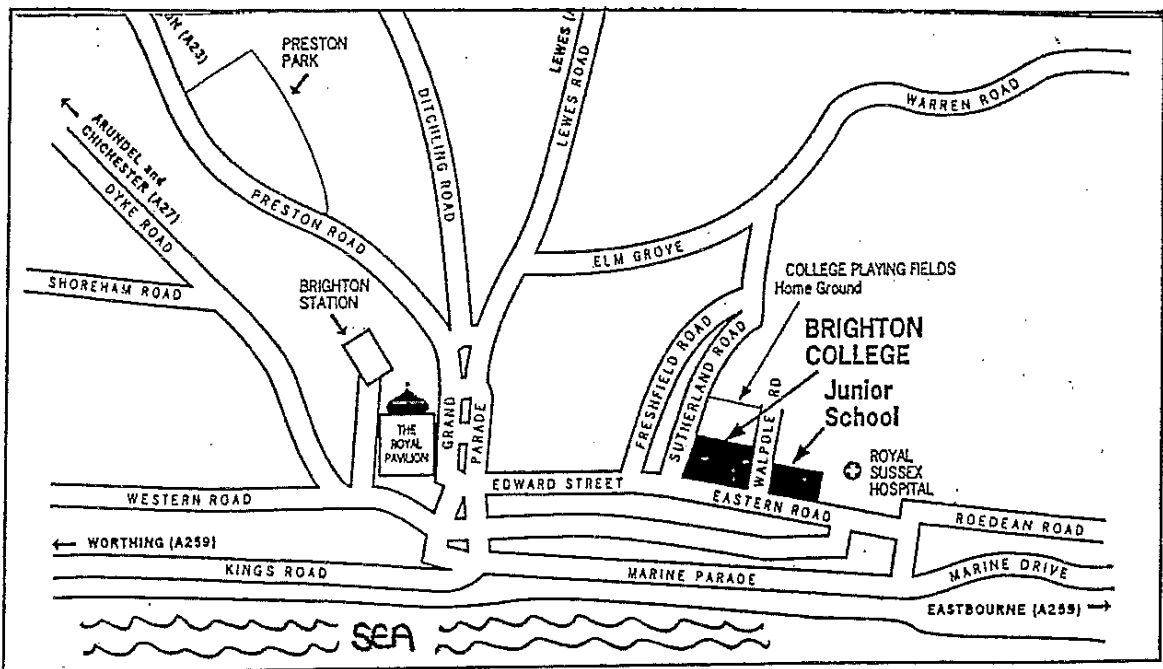 (A23)
PRESTON
PARK
LEWES (A
LEWES ROAD
DITCHLING ROAD
WARREN ROAD
ARUNDEL and
CHICHESTER (A27)
DYKE ROAD
PRESTON ROAD
ELM GROVE
SHOREHAM ROAD
BRIGHTON
STATION
COLLEGE PLAYING FIELDS
Home Ground
BRIGHTON
COLLEGE
Junior
School
FRESHFIELD ROAD
SUTHERLAND ROAD
WALPOLE RD
THE
ROYAL
PAVILION
GRAND
PARADE
ROYAL
SUSSEX
HOSPITAL
EDWARD STREET
EASTERN ROAD
WESTERN ROAD
ROEDEAN ROAD
WORTHING (A259)
KINGS ROAD
MARINE PARADE
MARINE DRIVE
EASTBOURNE (A259)
SEA